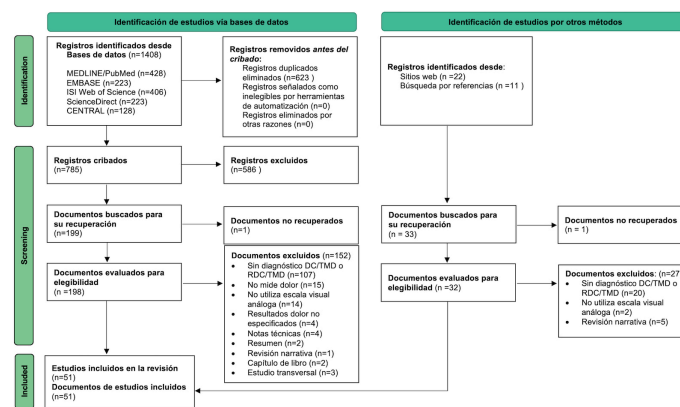 Identificación de estudios vía bases de datos
Identificación de estudios por otros métodos
Identification
Registros identificados desde
Bases de datos (n=1408)
MEDLINE/PubMed (n=428)
EMBASE (n=223)
ISI Web of Science (n=406)
ScienceDirect (n=223)
CENTRAL (n=128)
Registros removidos antes del
cribado:
Registros duplicados
eliminados (n=623 )
Registros señalados como
inelegibles por herramientas
de automatización (n=0)
Registros eliminados por
otras razones (n=0)
Registros identificados desde:
Sitios web (n=22)
Búsqueda por referencias (n=11 )
Screening
Registros cribados
(n=785)
Registros excluidos
(n=586 )
Documentos buscados para
su recuperación
(n=199)
Documentos no recuperados
(n=1)
Documentos buscados para
su recuperación
(n = 33)
Documentos no recuperados
(n = 1)
Documentos evaluados para
elegibilidad
(n =198)
Documentos excluidos (n=152)
• Sin diagnóstico DC/TMD o
RDC/TMD (n=107)
• No mide dolor (n=15)
• No utiliza escala visual
análoga (n=14)
• Resultados dolor no
especificados (n=4)
• Notas técnicas (n=4)
• Resumen (n=2)
• Revisión narrativa (n=1)
• Capítulo de libro (n=2)
• Estudio transversal (n=3)
Documentos evaluados para
elegibilidad (n =32)
Documentos excluidos: (n=27
• Sin diagnóstico DC/TMD o
RDC/TMD (n=20)
• No utiliza escala visual
análoga (n=2)
• Revisión narrativa (n=5)
Included
Estudios incluidos en la revisión
(n=51)
Documentos de estudios incluidos
(n=51)